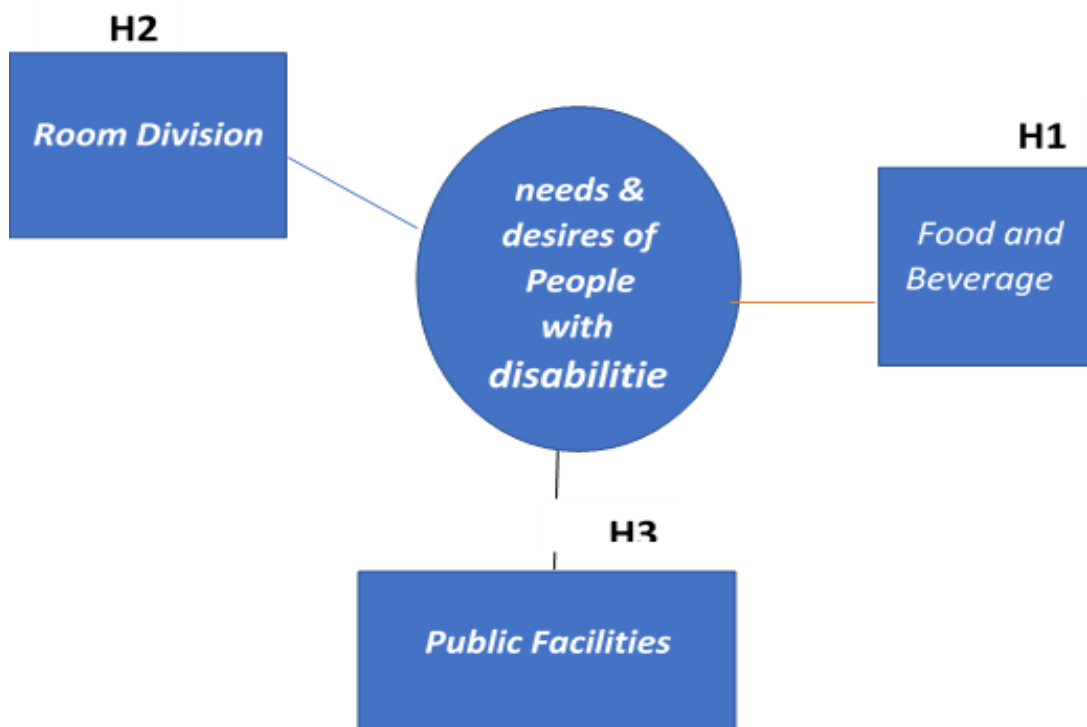 H2
Room Division
needs &
desires of
People
with
disabilitie
H1
Food and
Beverage
H3
Public Facilities